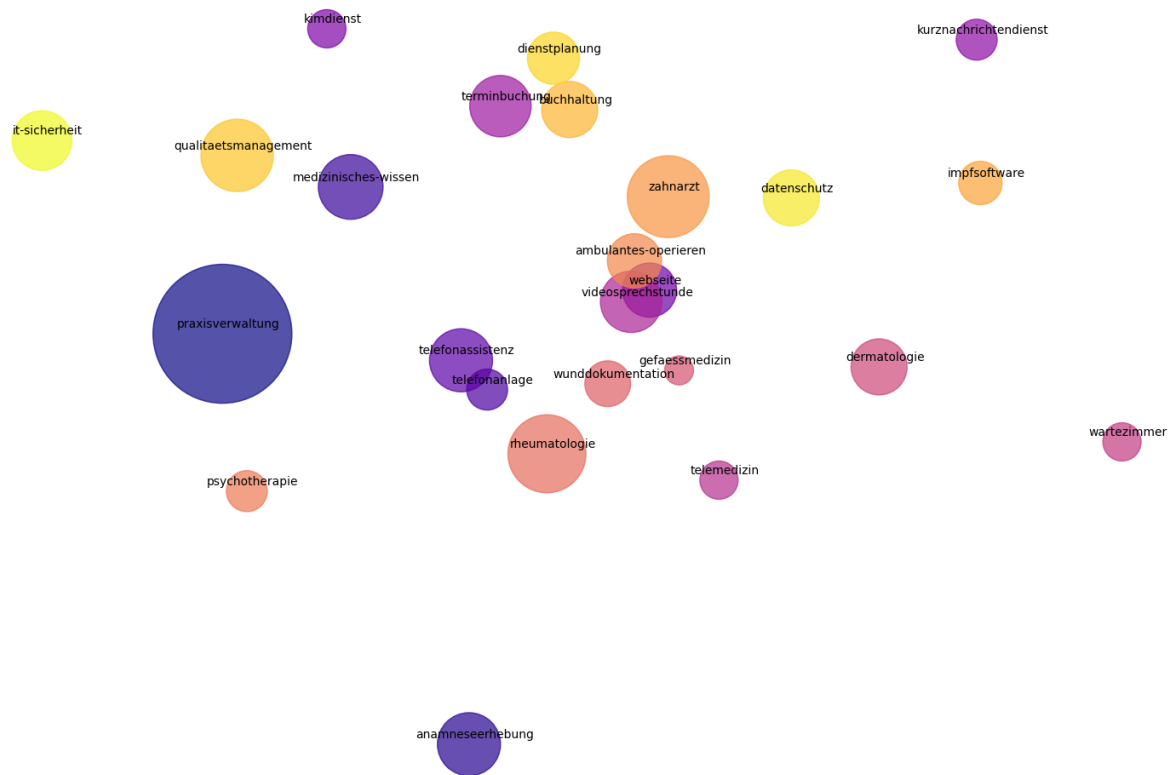 kimdienst
kurznachrichtendienst
dienstplanung
terminbuchung
buchhaltung
it-sicherheit
qualitaetsmanagement
medizinisches-wissen
zahnarzt
datenschutz
impfsoftware
ambulantes-operieren
webseite
videosprechstunde
praxisverwaltung
telefonassistenz
gefaessmedizin
dermatologie
wunddokumentation
telefonanlage
wartezimmer
rheumatologie
telemedizin
psychotherapie
anamneseerhebung